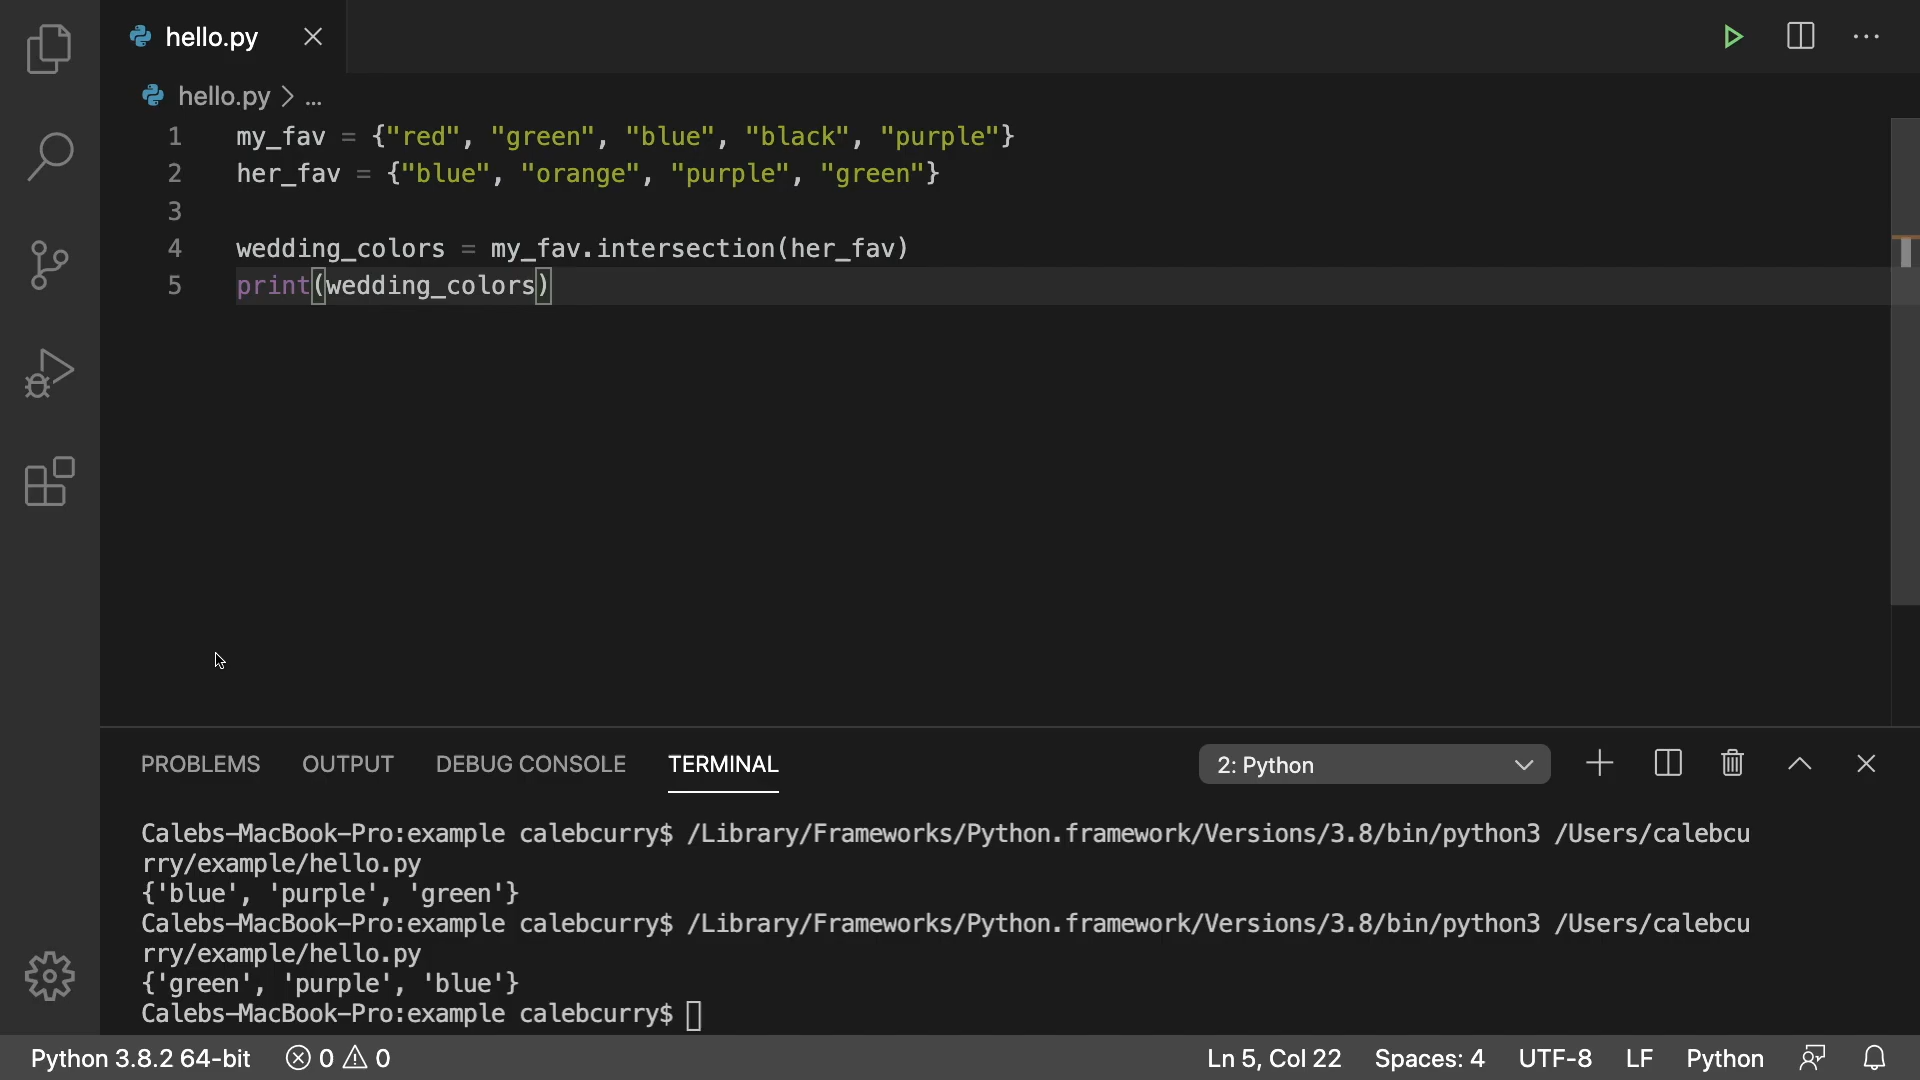 hello.py
hello.py > ...
1 my_fav = {"red", "green", "blue", "black", "purple"}
2 her_fav = {"blue", "orange", "purple", "green"}
3
4 wedding_colors = my_fav.intersection(her_fav)
5 print(wedding_colors)
PROBLEMS OUTPUT DEBUG CONSOLE TERMINAL 2: Python
Calebs-MacBook-Pro:example calebcurry$ /Library/Frameworks/Python.framework/Versions/3.8/bin/python3 /Users/calebcu
rry/example/hello.py
{'blue', 'purple', 'green'}
Calebs-MacBook-Pro:example calebcurry$ /Library/Frameworks/Python.framework/Versions/3.8/bin/python3 /Users/calebcu
rry/example/hello.py
{'green', 'purple', 'blue'}
Calebs-MacBook-Pro:example calebcurry$
Python 3.8.2 64-bit 0 0 Ln 5, Col 22 Spaces: 4 UTF-8 LF Python